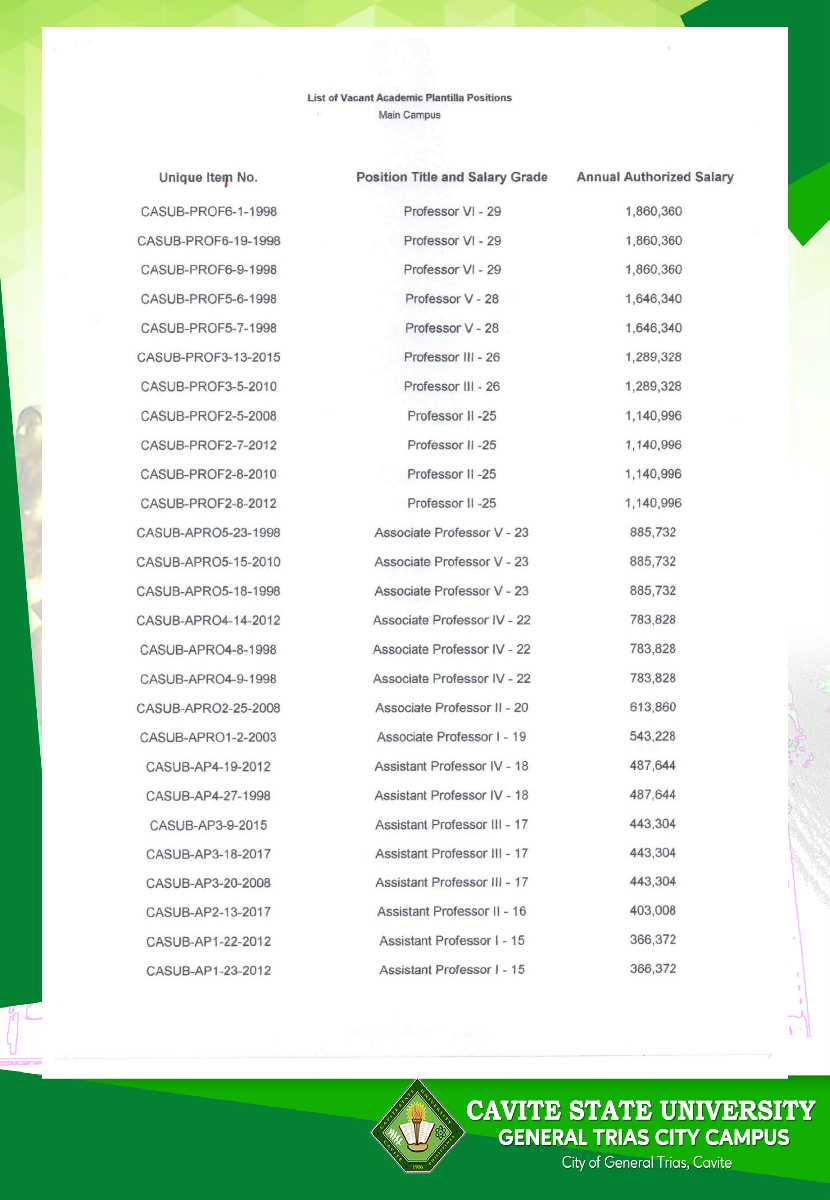 List of Vacant Academic Plantilla Positions
Main Campus
Unique Item No. Position Title and Salary Grade Annual Authorized Salary
CASUB-PROF6-1-1998 Professor VI - 29 1,860,360
CASUB-PROF6-19-1998 Professor VI - 29 1,860,360
CASUB-PROF6-9-1998 Professor VI - 29 1,860,360
CASUB-PROF5-6-1998 Professor V - 28 1,646,340
CASUB-PROF5-7-1998 Professor V - 28 1,646,340
CASUB-PROF3-13-2015 Professor III - 26 1,289,328
CASUB-PROF3-5-2010 Professor III - 26 1,289,328
CASUB-PROF2-5-2008 Professor II -25 1,140,996
CASUB-PROF2-7-2012 Professor II -25 1,140,996
CASUB-PROF2-8-2010 Professor II -25 1,140,996
CASUB-PROF2-8-2012 Professor II -25 1,140,996
CASUB-APRO5-23-1998 Associate Professor V - 23 885,732
CASUB-APRO5-15-2010 Associate Professor V - 23 885,732
CASUB-APRO5-18-1998 Associate Professor V - 23 885,732
CASUB-APRO4-14-2012 Associate Professor IV - 22 783,828
CASUB-APRO4-8-1998 Associate Professor IV - 22 783,828
CASUB-APRO4-9-1998 Associate Professor IV - 22 783,828
CASUB-APRO2-25-2008 Associate Professor II - 20 613,860
CASUB-APRO1-2-2003 Associate Professor I - 19 543,228
CASUB-AP4-19-2012 Assistant Professor IV - 18 487,644
CASUB-AP4-27-1998 Assistant Professor IV - 18 487,644
CASUB-AP3-9-2015 Assistant Professor III - 17 443,304
CASUB-AP3-18-2017 Assistant Professor III - 17 443,304
CASUB-AP3-20-2008 Assistant Professor III - 17 443,304
CASUB-AP2-13-2017 Assistant Professor II - 16 403,008
CASUB-AP1-22-2012 Assistant Professor I - 15 366,372
CASUB-AP1-23-2012 Assistant Professor I - 15 366,372
1906
CAVITE STATE UNIVERSITY
GENERAL TRIAS CITY CAMPUS
City of General Trias, Cavite